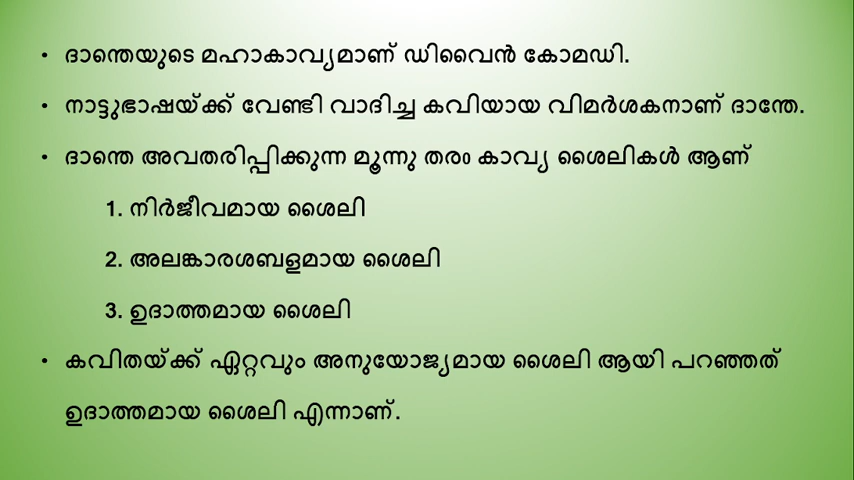 • ദാന്തെയുടെ മഹാകാവ്യമാണ് ഡിവൈൻ കോമഡി.
• നാട്ടുഭാഷയ്ക്ക് വേണ്ടി വാദിച്ച കവിയായ വിമർശകനാണ് ദാന്തേ.
• ദാന്തെ അവതരിപ്പിക്കുന്ന മൂന്നു തരം കാവ്യ ശൈലികൾ ആണ്
1. നിർജീവമായ ശൈലി
2. അലങ്കാരശബളമായ ശൈലി
3. ഉദാത്തമായ ശൈലി
• കവിതയ്ക്ക് ഏറ്റവും അനുയോജ്യമായ ശൈലി ആയി പറഞ്ഞത്
ഉദാത്തമായ ശൈലി എന്നാണ്.